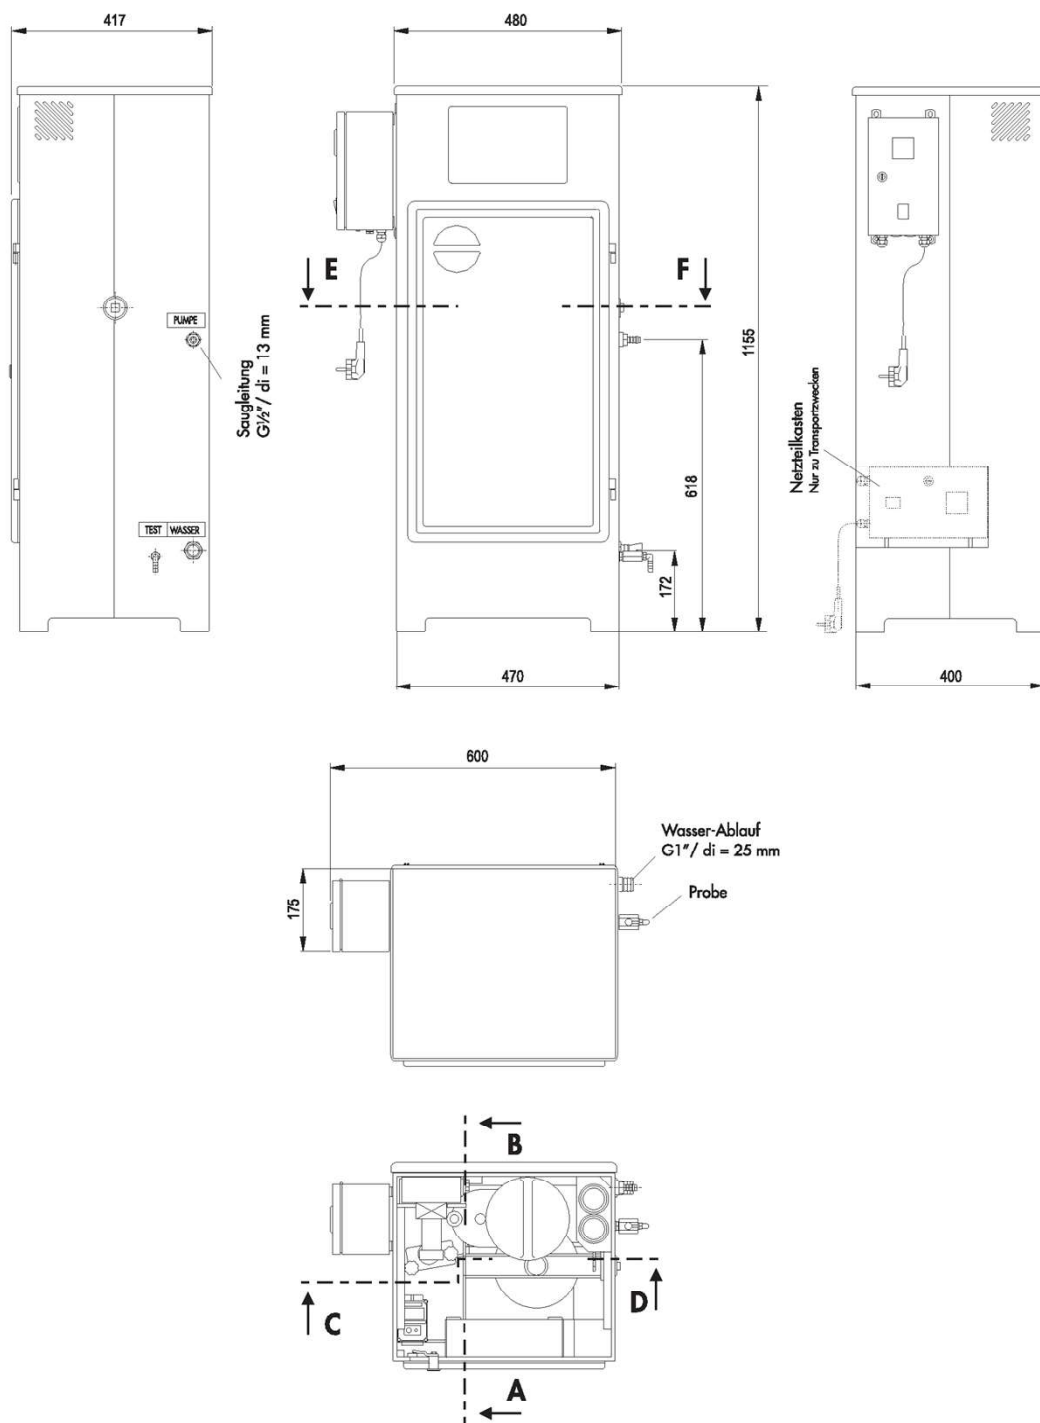 417
480
E
F
PUMPE
Saugleitung
G½"/ di = 13 mm
1155
618
172
TEST
WASSER
Netzteilkasten
Nur zu Transportzwecken
470
400
600
175
Wasser-Ablauf
G1"/ di = 25 mm
Probe
B
C
D
A